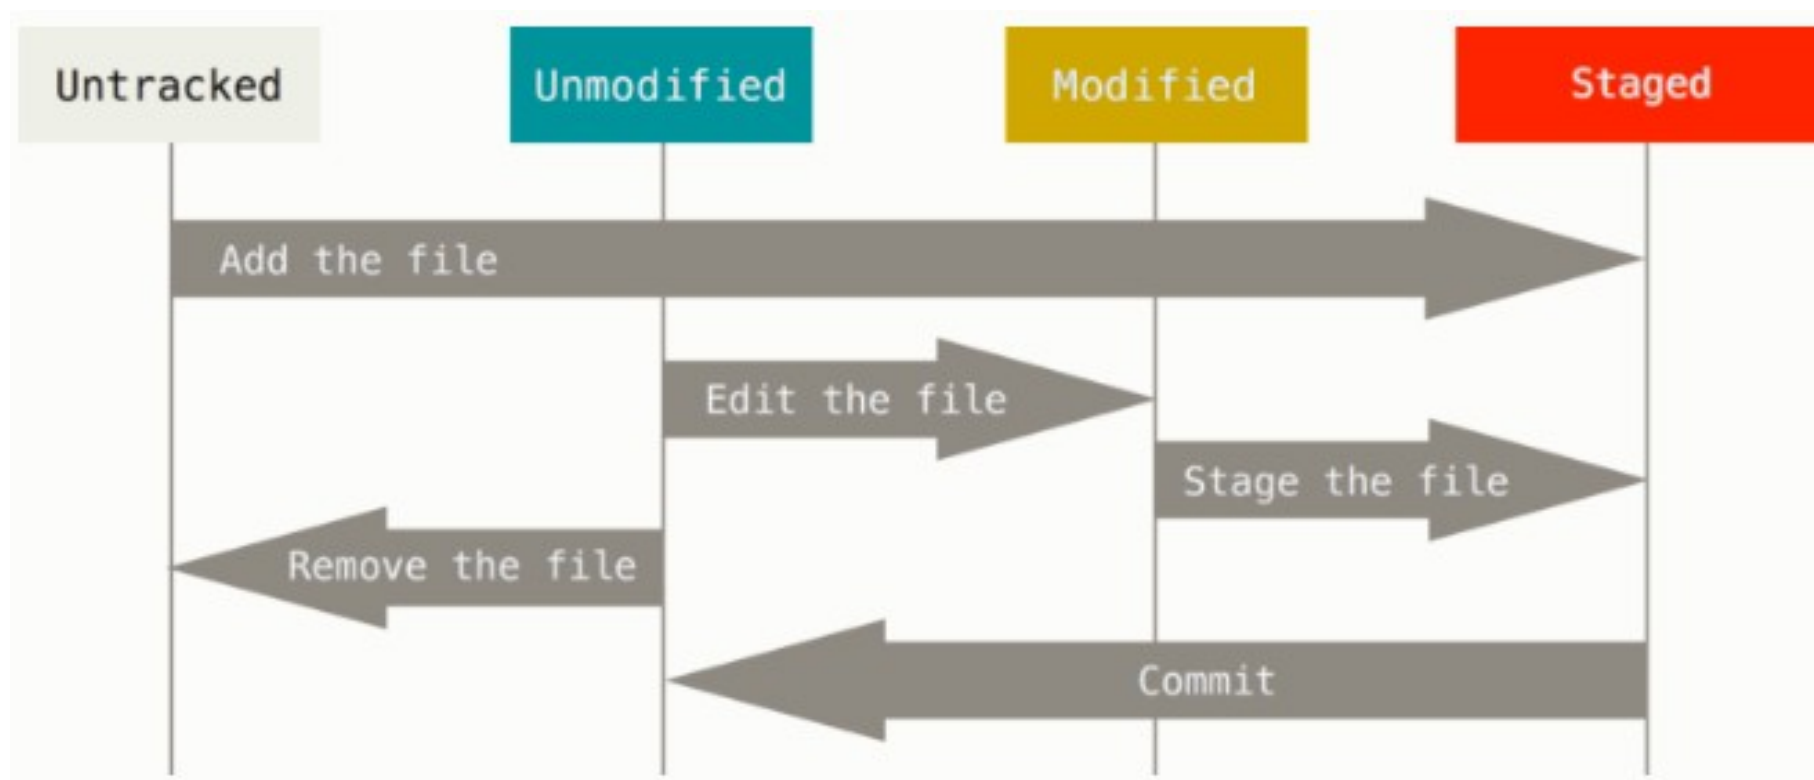 Untracked
Unmodified
Modified
Staged
Add the file
Edit the file
Stage the file
Remove the file
Commit